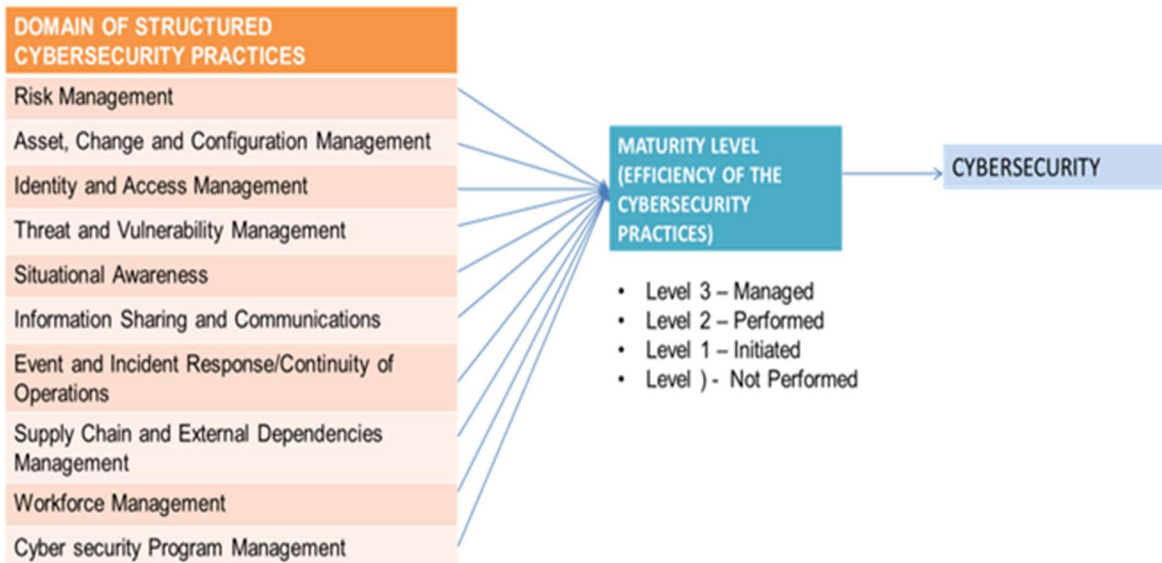 DOMAIN OF STRUCTURED
CYBERSECURITY PRACTICES
Risk Management
Asset, Change and Configuration Management
Identity and Access Management
Threat and Vulnerability Management
Situational Awareness
Information Sharing and Communications
Event and Incident Response/Continuity of
Operations
Supply Chain and External Dependencies
Management
Workforce Management
Cyber security Program Management
MATURITY LEVEL
(EFFICIENCY OF THE
CYBERSECURITY
PRACTICES)
• Level 3 – Managed
• Level 2 – Performed
• Level 1 – Initiated
• Level ) - Not Performed
CYBERSECURITY